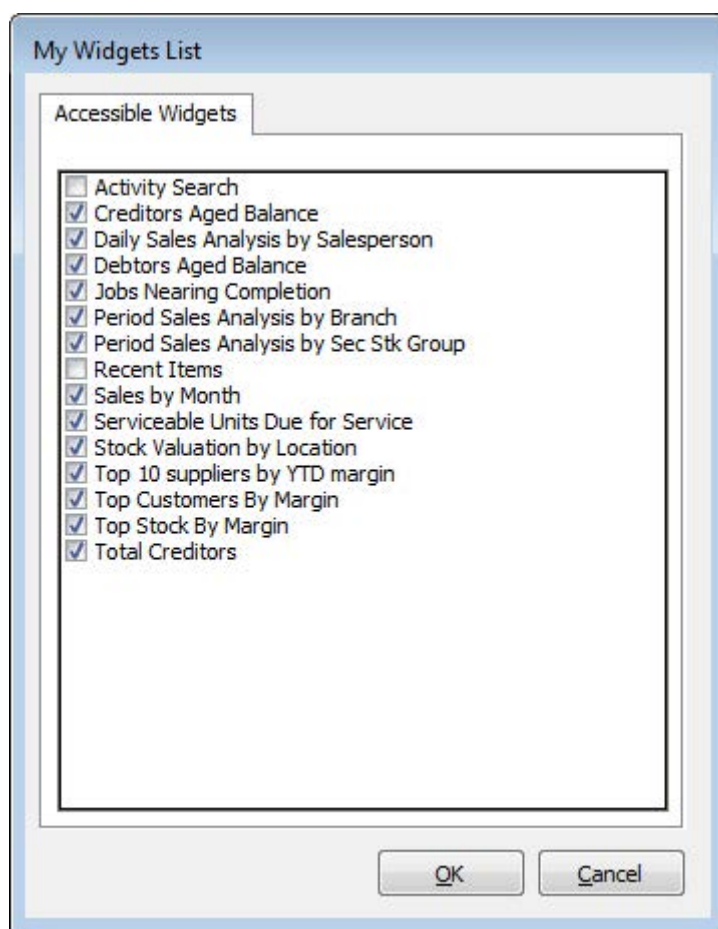 My Widgets List
Accessible Widgets
Activity Search
Creditors Aged Balance
Daily Sales Analysis by Salesperson
Debtors Aged Balance
Jobs Nearing Completion
Period Sales Analysis by Branch
Period Sales Analysis by Sec Stk Group
Recent Items
Sales by Month
Serviceable Units Due for Service
Stock Valuation by Location
Top 10 suppliers by YTD margin
Top Customers By Margin
Top Stock By Margin
Total Creditors
OK Cancel